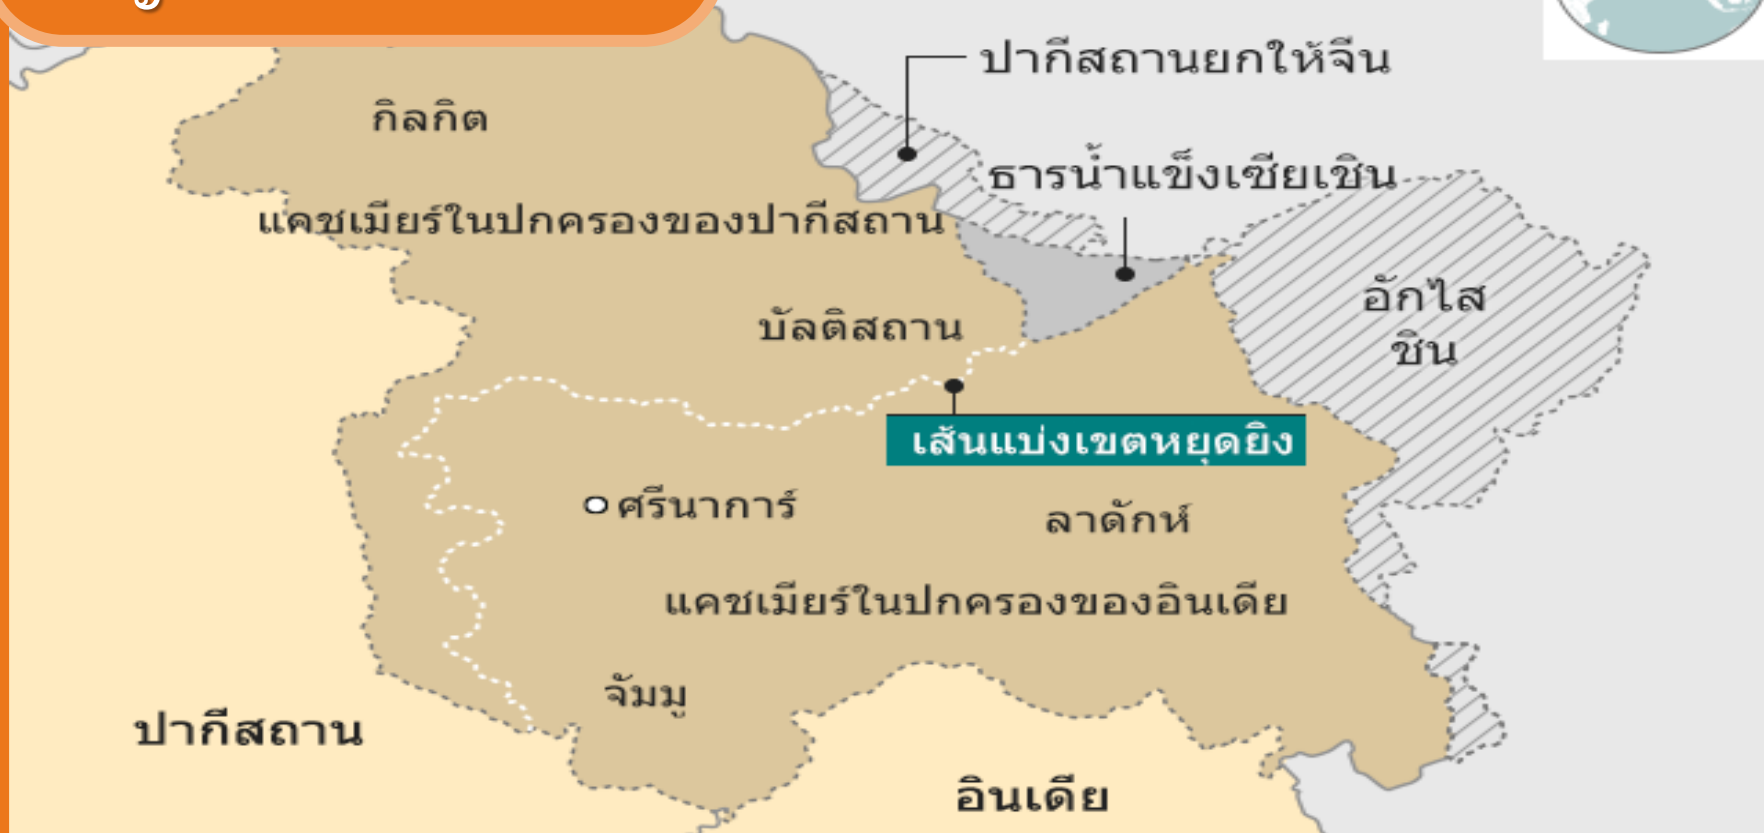 ปากีสถานยกให้จีน
กิลกิต
ธารน้ำแข็งเซียเชิน
แคชเมียร์ในปกครองของปากีสถาน
อักไส
ชิน
บัลติสถาน
เส้นแบ่งเขตหยุดยิง
ศรีนาการ์
ลาดักห์
แคชเมียร์ในปกครองของอินเดีย
จัมมู
ปากีสถาน
อินเดีย